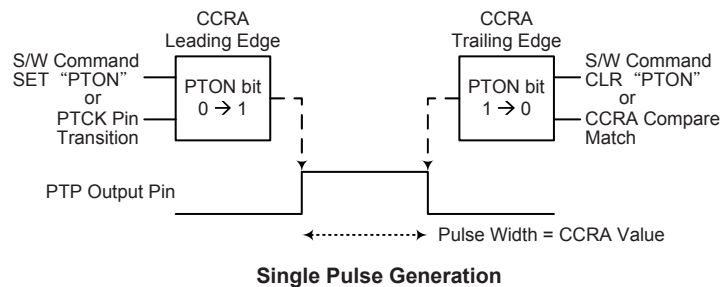 CCRA
Leading Edge
S/W Command
SET “PTON”
or
PTCK Pin
Transition
PTON bit
0 → 1
CCRA
Trailing Edge
PTON bit
1 → 0
S/W Command
CLR “PTON”
or
CCRA Compare
Match
PTP Output Pin
Pulse Width = CCRA Value
Single Pulse Generation